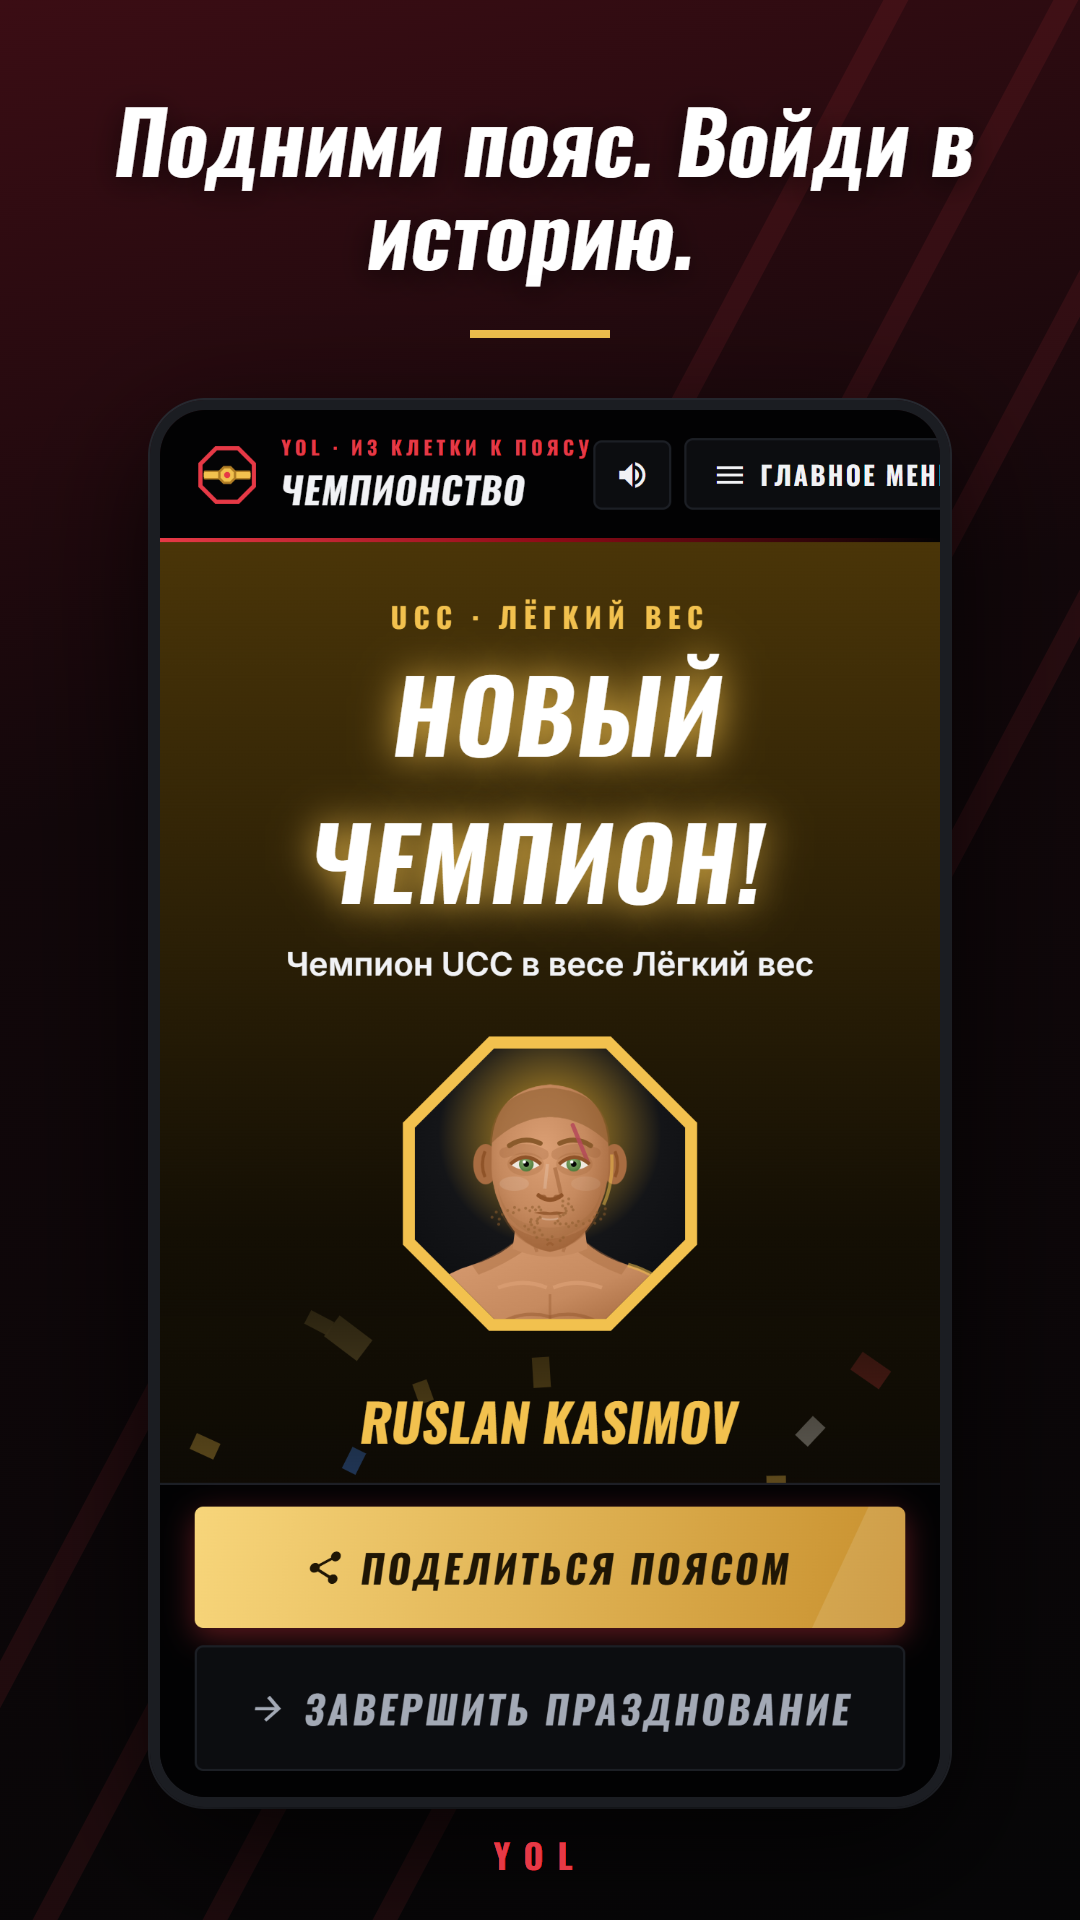 Подними пояс. Войди в
историю.
YOL · ИЗ КЛЕТКИ К ПОЯСУ
ЧЕМПИОНСТВО
ГЛАВНОЕ
UCC · ЛЁГКИЙ ВЕС
НОВЫЙ
ЧЕМПИОН!
Чемпион UCC в весе Лёгкий вес
RUSLAN KASIMOV
ПОДЕЛИТЬСЯ ПОЯСОМ
ЗАВЕРШИТЬ ПРАЗДНОВАНИЕ
YOL